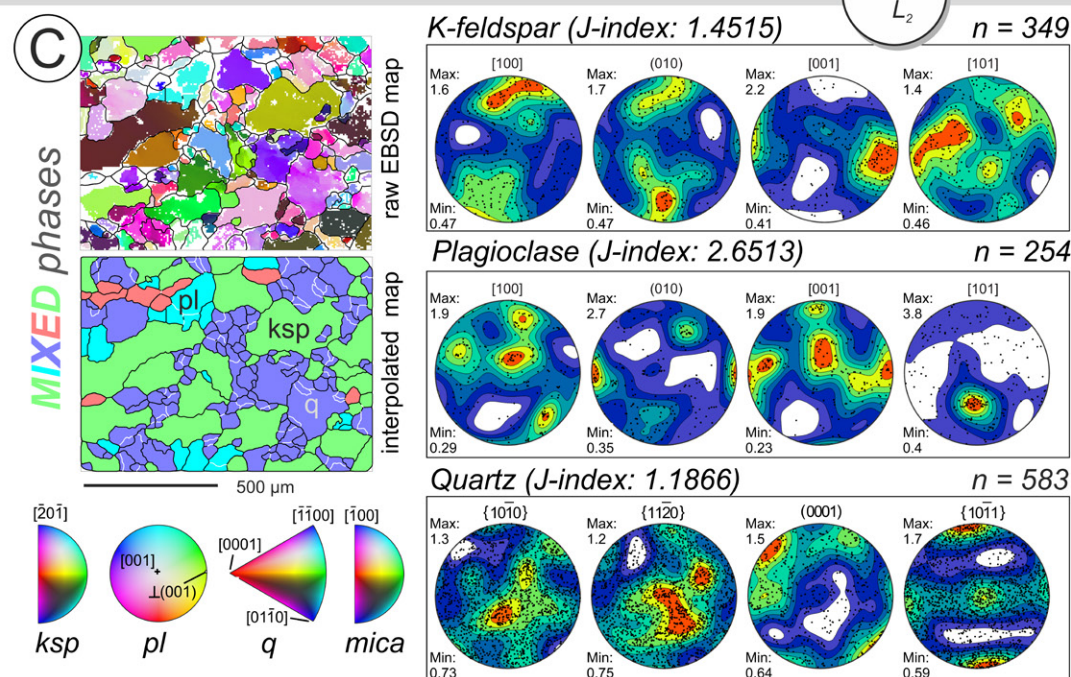 C
L₂
MIXED phases
raw EBSD map
interpolated map
pl
ksp
q
500 µm
[2̄01̄]
[001]
⊥(001)
[0001]
[1̄1̄00]
[011̄0]
[1̄00]
ksp
pl
q
mica
K-feldspar (J-index: 1.4515) n = 349
[100] (010) [001] [101]
Max: 1.6 Max: 1.7 Max: 2.2 Max: 1.4
Min: 0.47 Min: 0.47 Min: 0.41 Min: 0.46
Plagioclase (J-index: 2.6513) n = 254
[100] (010) [001] [101]
Max: 1.9 Max: 2.7 Max: 1.9 Max: 3.8
Min: 0.29 Min: 0.35 Min: 0.23 Min: 0.4
Quartz (J-index: 1.1866) n = 583
{101̄0} {112̄0} (0001) {101̄1}
Max: 1.3 Max: 1.2 Max: 1.5 Max: 1.7
Min: 0.73 Min: 0.75 Min: 0.64 Min: 0.59